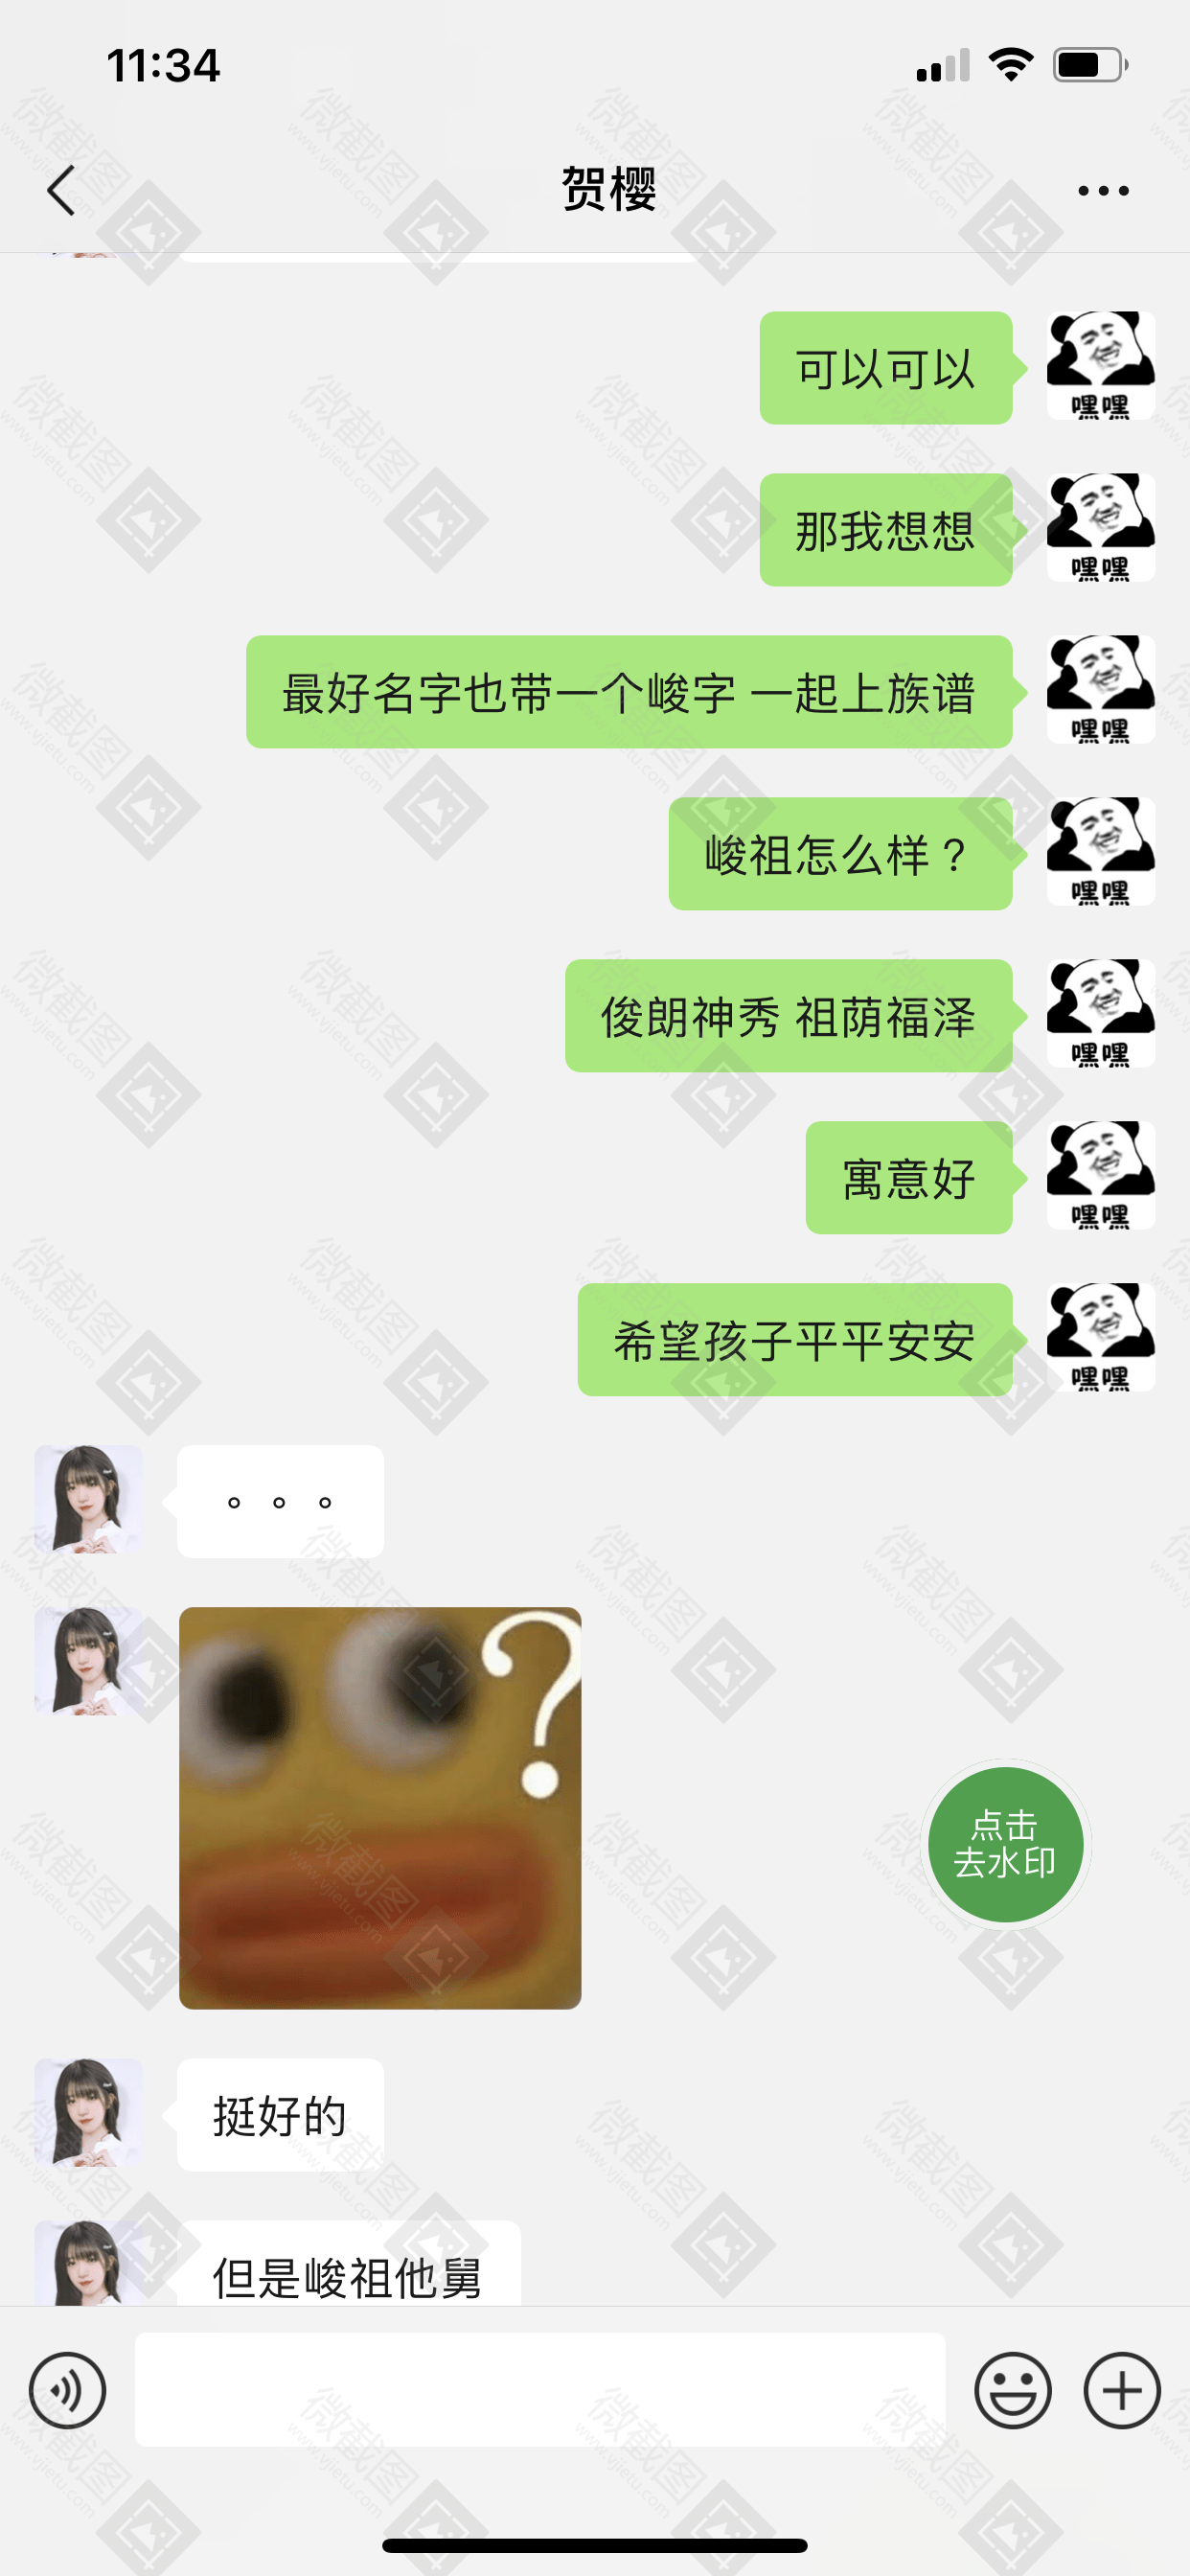 11:34
贺樱
可以可以
嘿嘿
那我想想
嘿嘿
最好名字也带一个峻字 一起上族谱
嘿嘿
峻祖怎么样？
嘿嘿
俊朗神秀 祖荫福泽
嘿嘿
寓意好
嘿嘿
希望孩子平平安安
嘿嘿
。。。
?
点击
去水印
挺好的
但是峻祖他舅
微截图
www.vjietu.com